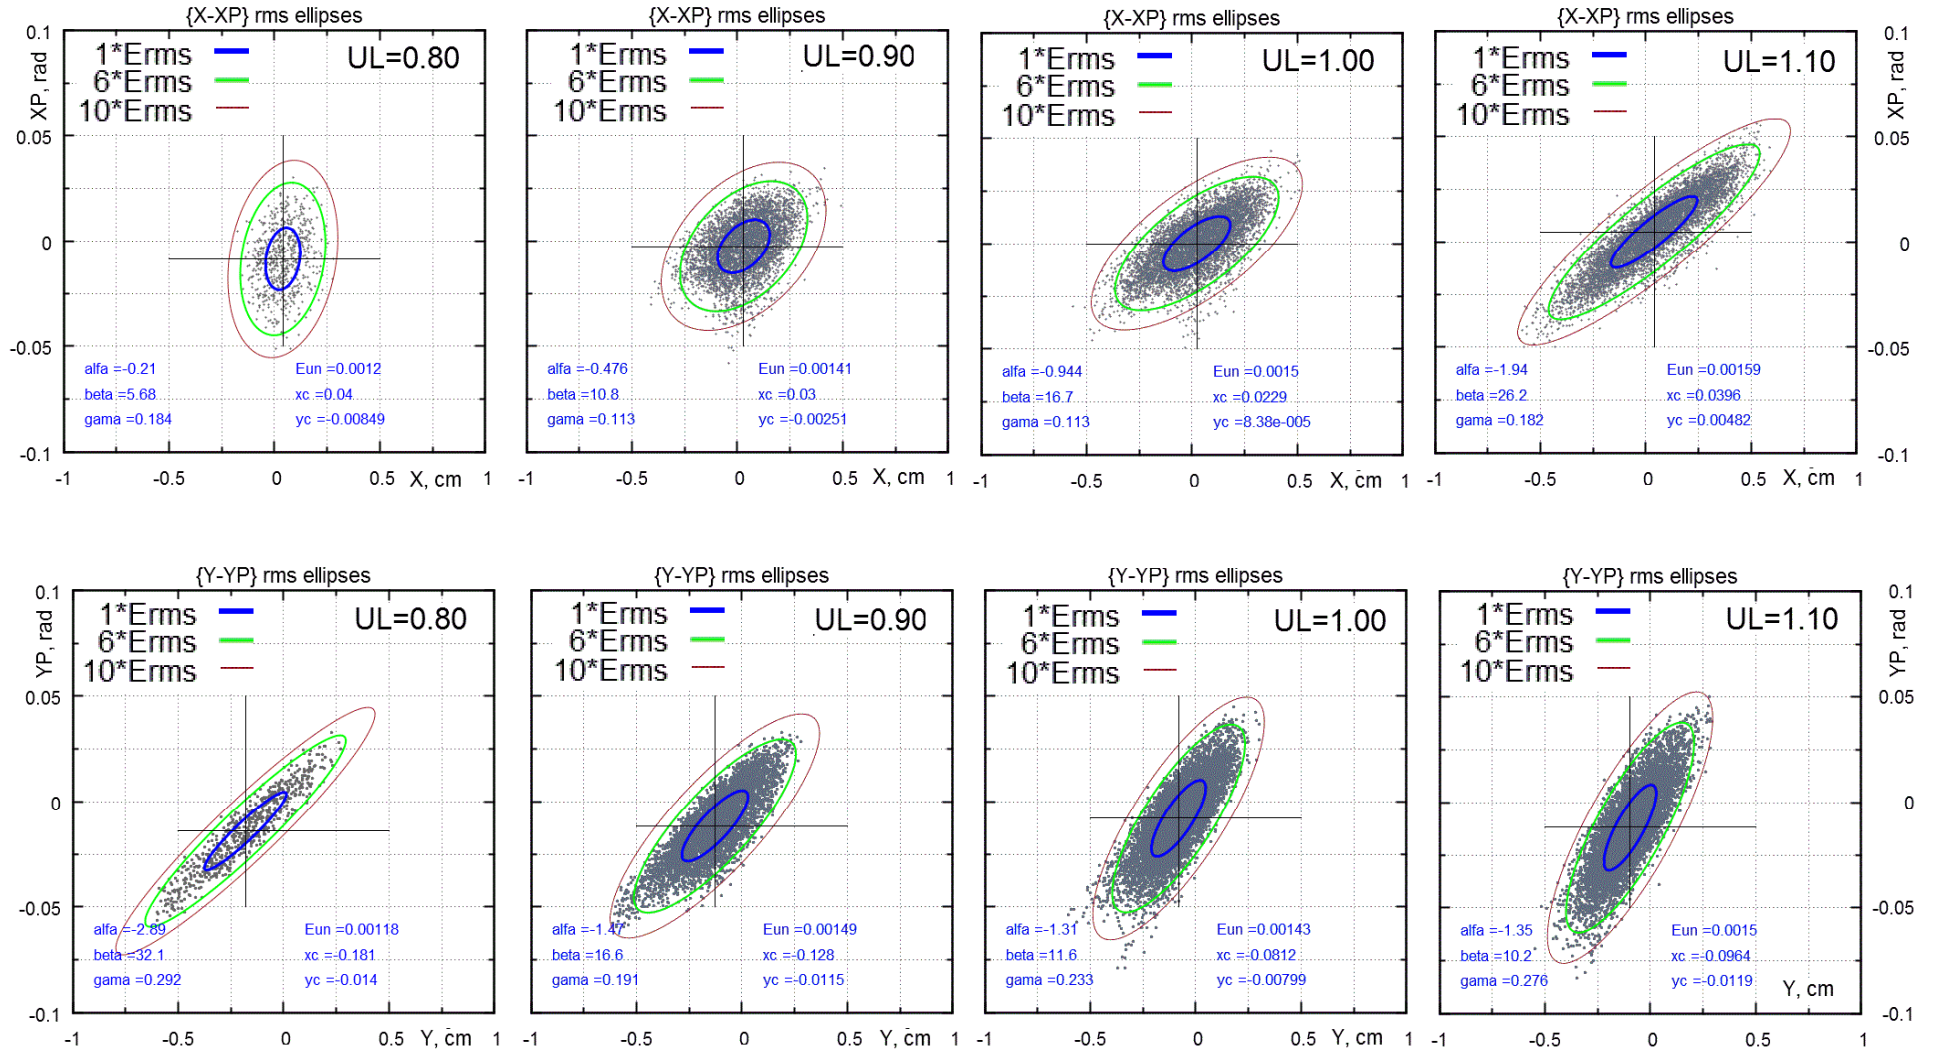 {X-XP} rms ellipses
0.1
1*Erms
UL=0.80
6*Erms
10*Erms
XP, rad
0.05
0
-0.05
alfa =-0.21
Eun =0.0012
beta =5.68
xc =0.04
gama =0.184
yc =-0.00849
-0.1
-1
-0.5
0
0.5
X, cm
1
{X-XP} rms ellipses
1*Erms
UL=0.90
6*Erms
10*Erms
alfa =-0.476
Eun =0.00141
beta =10.8
xc =0.03
gama =0.113
yc =-0.00251
-0.5
0
0.5
X, cm
1
{X-XP} rms ellipses
1*Erms
UL=1.00
6*Erms
10*Erms
alfa =-0.944
Eun =0.0015
beta =16.7
xc =0.0229
gama =0.113
yc =8.38e-005
-1
-0.5
0
0.5
X, cm
{X-XP} rms ellipses
0.1
1*Erms
UL=1.10
6*Erms
10*Erms
XP, rad
0.05
0
-0.05
alfa =-1.94
Eun =0.00159
beta =26.2
xc =0.0396
gama =0.182
yc =0.00482
-0.1
-1
-0.5
0
0.5
X, cm
1
{Y-YP} rms ellipses
0.1
1*Erms
UL=0.80
6*Erms
10*Erms
YP, rad
0.05
0
-0.05
alfa =-2.89
Eun =0.00118
beta =32.1
xc =-0.181
gama =0.292
yc =-0.014
-0.1
-1
-0.5
0
0.5
Y, cm
1
{Y-YP} rms ellipses
1*Erms
UL=0.90
6*Erms
10*Erms
alfa =-1.47
Eun =0.00149
beta =16.6
xc =-0.128
gama =0.191
yc =-0.0115
-0.5
0
0.5
Y, cm
1
{Y-YP} rms ellipses
1*Erms
UL=1.00
6*Erms
10*Erms
alfa =-1.31
Eun =0.00143
beta =11.6
xc =-0.0812
gama =0.233
yc =-0.00799
-1
-0.5
0
0.5
Y, cm
{Y-YP} rms ellipses
0.1
1*Erms
UL=1.10
6*Erms
10*Erms
YP, rad
0.05
0
-0.05
alfa =-1.35
Eun =0.0015
beta =10.2
xc =-0.0964
gama =0.276
yc =-0.0119
Y, cm
-0.1
-1
-0.5
0
0.5
1